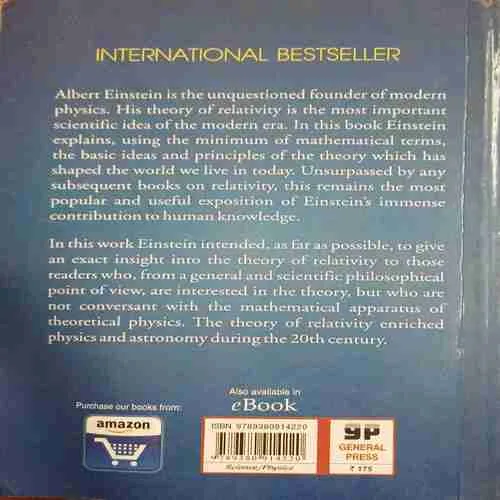 INTERNATIONAL BESTSELLER
Albert Einstein is the unquestioned founder of modern
physics. His theory of relativity is the most important
scientific idea of the modern era. In this book Einstein
explains, using the minimum of mathematical terms,
the basic ideas and principles of the theory which has
shaped the world we live in today. Unsurpassed by any
subsequent books on relativity, this remains the most
popular and useful exposition of Einstein's immense
contribution to human knowledge.
In this work Einstein intended, as far as possible, to give
an exact insight into the theory of relativity to those
readers who, from a general and scientific philosophical
point of view, are interested in the theory, but who are
not conversant with the mathematical apparatus of
theoretical physics. The theory of relativity enriched
physics and astronomy during the 20th century.
Purchase our books from:
amazon
Also available in
eBook
ISBN 9789380914220
9 789380 914220
Science/Physics
gp
GENERAL
PRESS
₹ 175